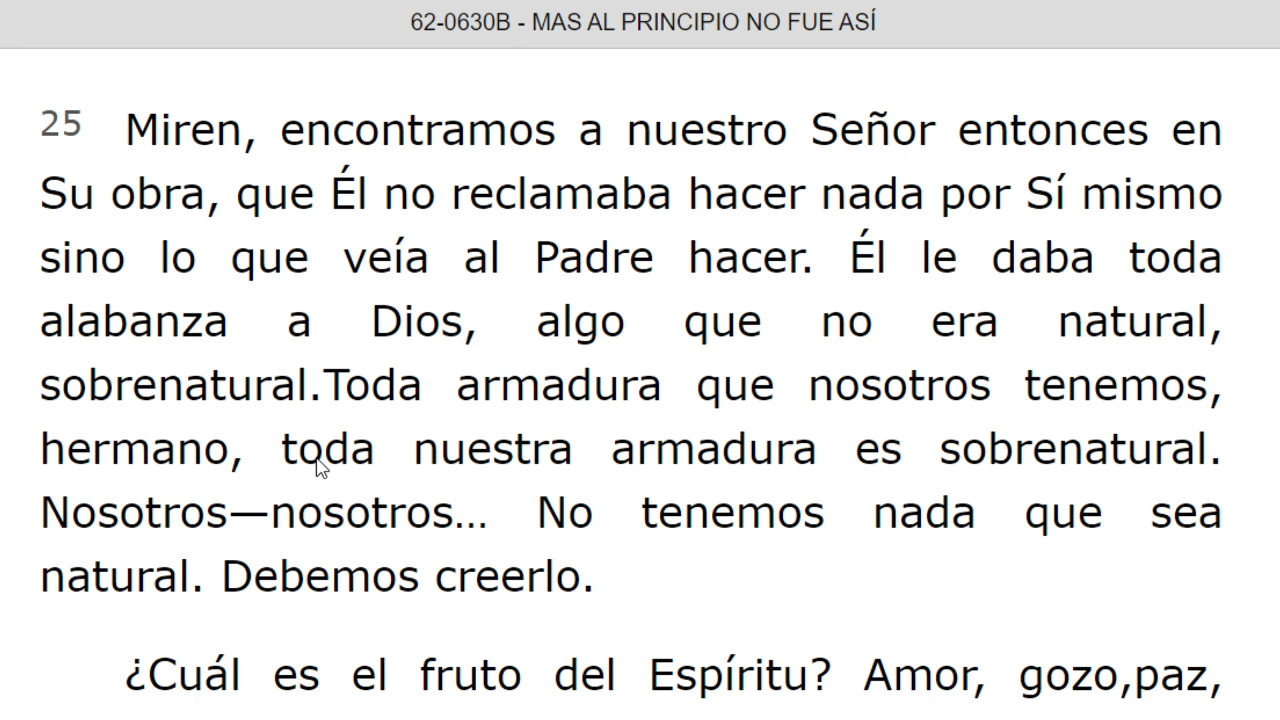 62-0630B - MAS AL PRINCIPIO NO FUE ASÍ
25 Miren, encontramos a nuestro Señor entonces en
Su obra, que Él no reclamaba hacer nada por Sí mismo
sino lo que veía al Padre hacer. Él le daba toda
alabanza a Dios, algo que no era natural,
sobrenatural.Toda armadura que nosotros tenemos,
hermano, toda nuestra armadura es sobrenatural.
Nosotros—nosotros... No tenemos nada que sea
natural. Debemos creerlo.
¿Cuál es el fruto del Espíritu? Amor, gozo,paz,